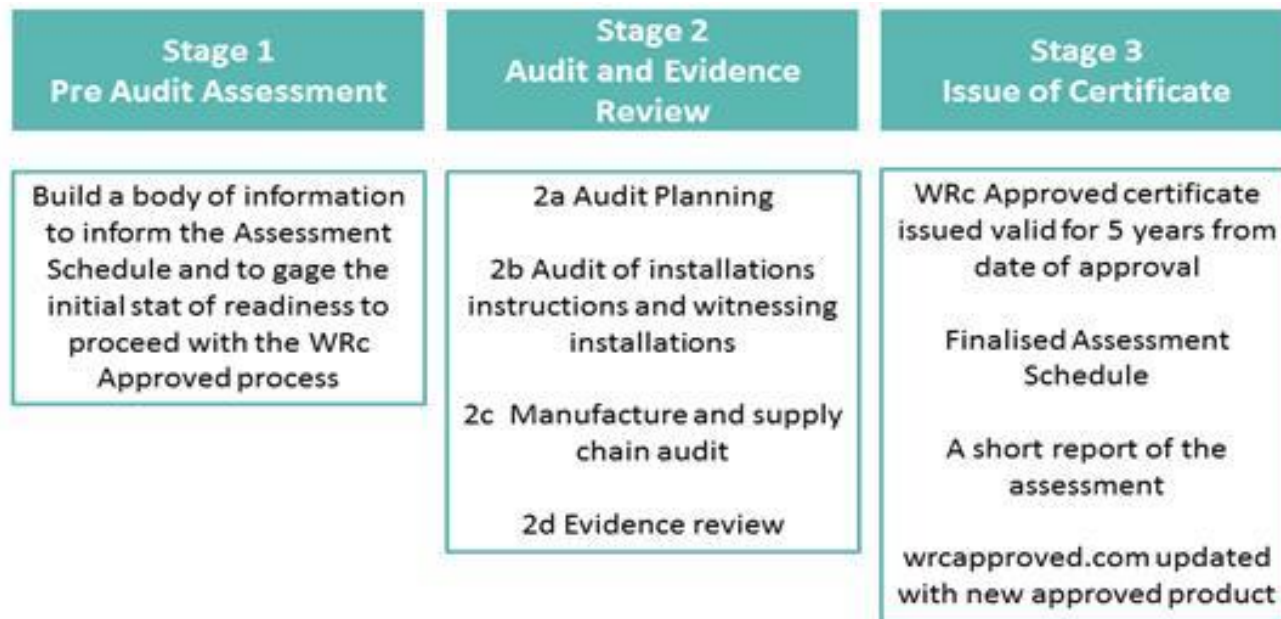 Stage 1
Pre Audit Assessment
Build a body of information
to inform the Assessment
Schedule and to gage the
initial stat of readiness to
proceed with the WRc
Approved process
Stage 2
Audit and Evidence
Review
2a Audit Planning
2b Audit of installations
instructions and witnessing
installations
2c Manufacture and supply
chain audit
2d Evidence review
Stage 3
Issue of Certificate
WRc Approved certificate
issued valid for 5 years from
date of approval
Finalised Assessment
Schedule
A short report of the
assessment
wrcapproved.com updated
with new approved product